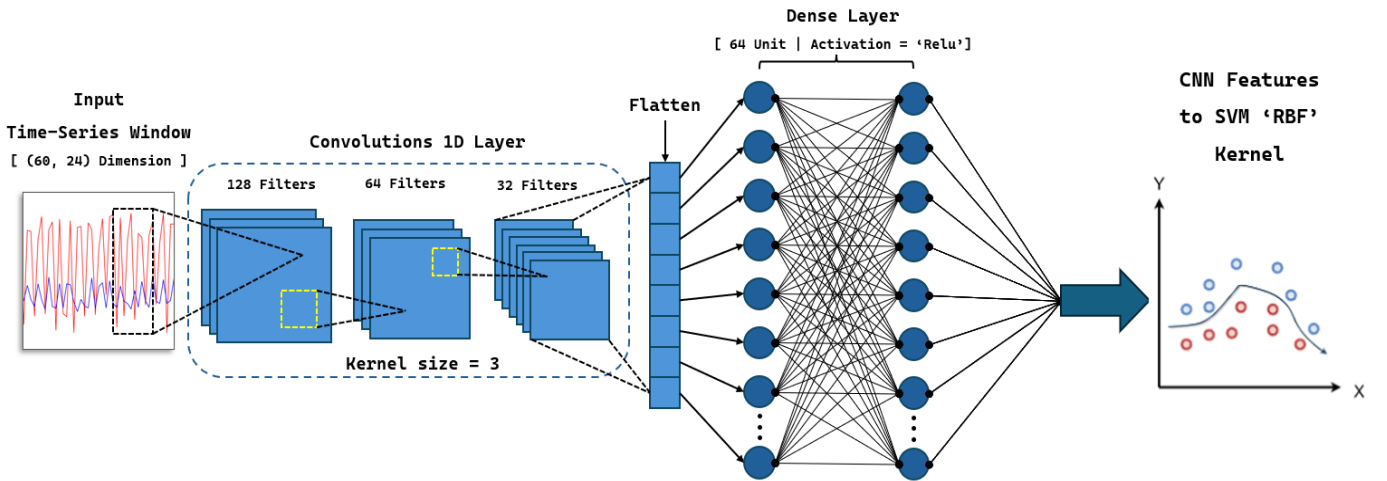 Input
Time-Series Window
[ (60, 24) Dimension ]
Convolutions 1D Layer
128 Filters
64 Filters
32 Filters
Kernel size = 3
Flatten
Dense Layer
[ 64 Unit | Activation = ‘Relu’]
CNN Features
to SVM ‘RBF’
Kernel
Y
X